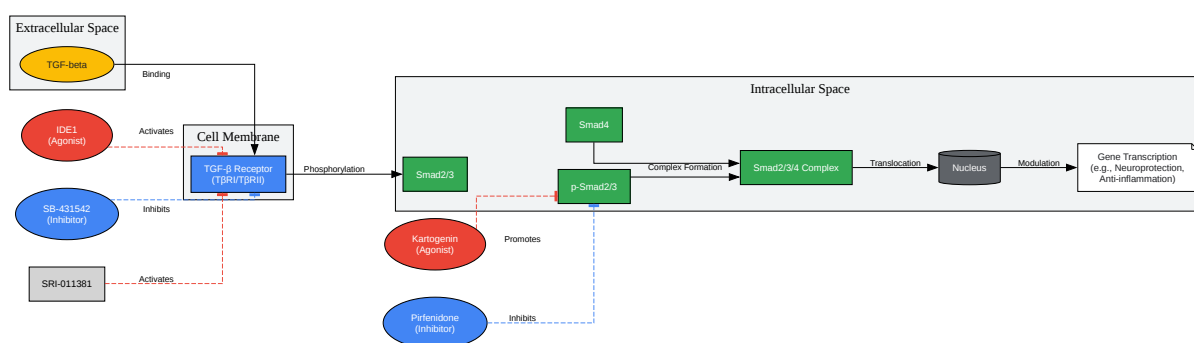 Extracellular Space
TGF-beta
Binding
IDE1
(Agonist)
Activates
Cell Membrane
TGF-β Receptor
(TβRI/TβRII)
SB-431542
(Inhibitor)
Inhibits
SRI-011381
Activates
Phosphorylation
Intracellular Space
Smad2/3
Smad4
p-Smad2/3
Complex Formation
Smad2/3/4 Complex
Translocation
Nucleus
Modulation
Gene Transcription
(e.g., Neuroprotection,
Anti-inflammation)
Kartogenin
(Agonist)
Promotes
Pirfenidone
(Inhibitor)
Inhibits